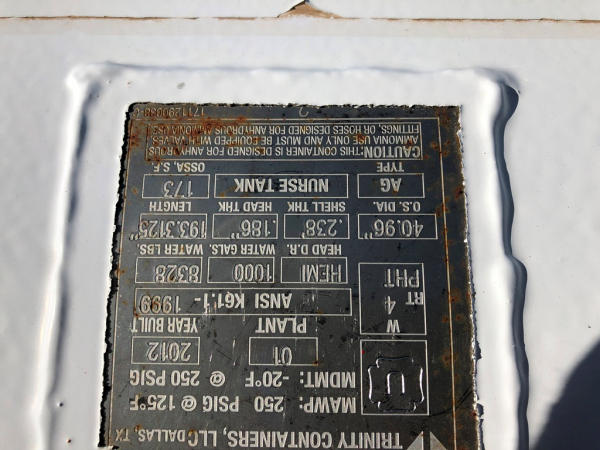 TRINITY CONTAINERS, LLC DALLAS, TX
MAWP: 250 PSIG @ 125°F
MDMT: -20°F @ 250 PSIG
U
01 2012
W PLANT YEAR BUILT
RT 4 ANSI K61.1- 1999
PHT HEMI 1000 8328
HEAD D.R. WATER GALS. WATER LBS.
40.96" .238" .186" 193.3125"
O.S. DIA. SHELL THK HEAD THK LENGTH
AG NURSE TANK 173
TYPE OSSA, S.F.
CAUTION: THIS CONTAINER IS DESIGNED FOR ANHYDROUS
AMMONIA USE ONLY AND MUST BE EQUIPPED WITH VALVES,
FITTINGS, OR HOSES DESIGNED FOR ANHYDROUS AMMONIA USE
2